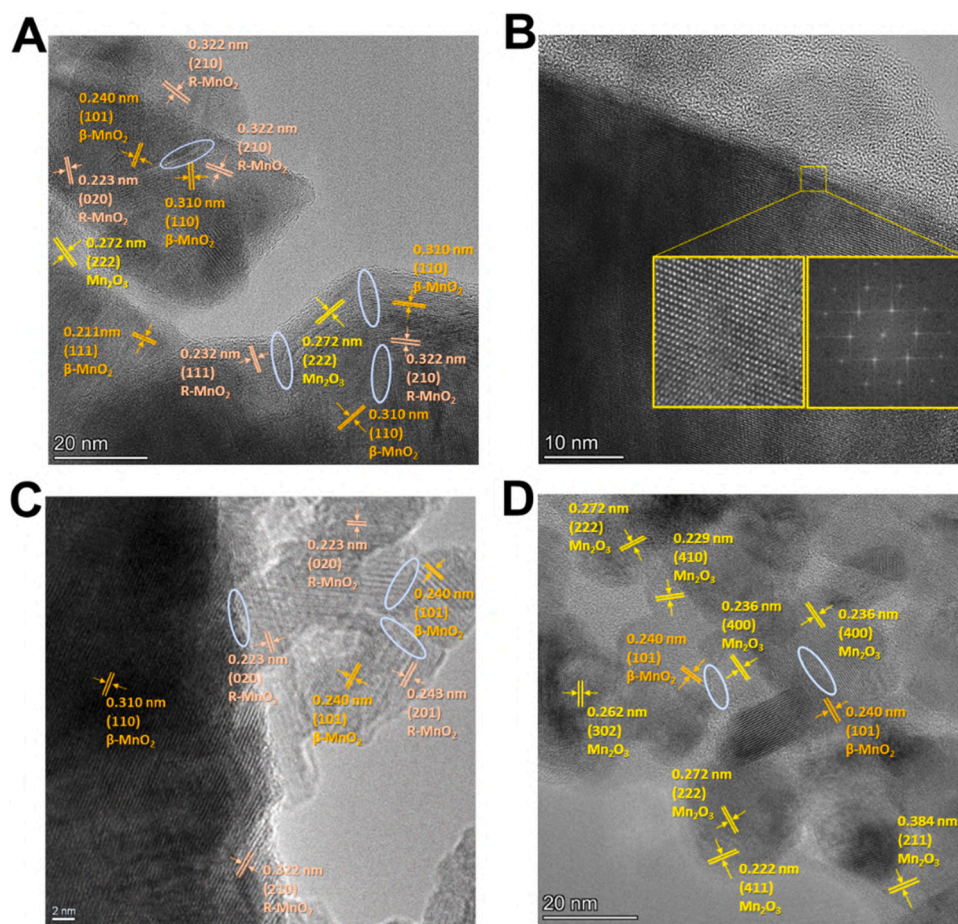 A
0.322 nm
(210)
R-MnO₂
0.240 nm
(101)
β-MnO₂
0.322 nm
(210)
R-MnO₂
0.223 nm
(020)
R-MnO₂
0.310 nm
(110)
β-MnO₂
0.272 nm
(222)
Mn₂O₃
0.310 nm
(110)
β-MnO₂
0.211nm
(111)
β-MnO₂
0.232 nm
(111)
R-MnO₂
0.272 nm
(222)
Mn₂O₃
0.322 nm
(210)
R-MnO₂
0.310 nm
(110)
β-MnO₂
20 nm
B
10 nm
C
0.223 nm
(020)
R-MnO₂
0.240 nm
(101)
β-MnO₂
0.223 nm
(020)
R-MnO₂
0.310 nm
(110)
β-MnO₂
0.240 nm
(101)
β-MnO₂
0.243 nm
(201)
R-MnO₂
0.322 nm
(210)
R-MnO₂
2 nm
D
0.272 nm
(222)
Mn₂O₃
0.229 nm
(410)
Mn₂O₃
0.236 nm
(400)
Mn₂O₃
0.236 nm
(400)
Mn₂O₃
0.240 nm
(101)
β-MnO₂
0.262 nm
(302)
Mn₂O₃
0.240 nm
(101)
β-MnO₂
0.272 nm
(222)
Mn₂O₃
0.384 nm
(211)
Mn₂O₃
0.222 nm
(411)
Mn₂O₃
20 nm